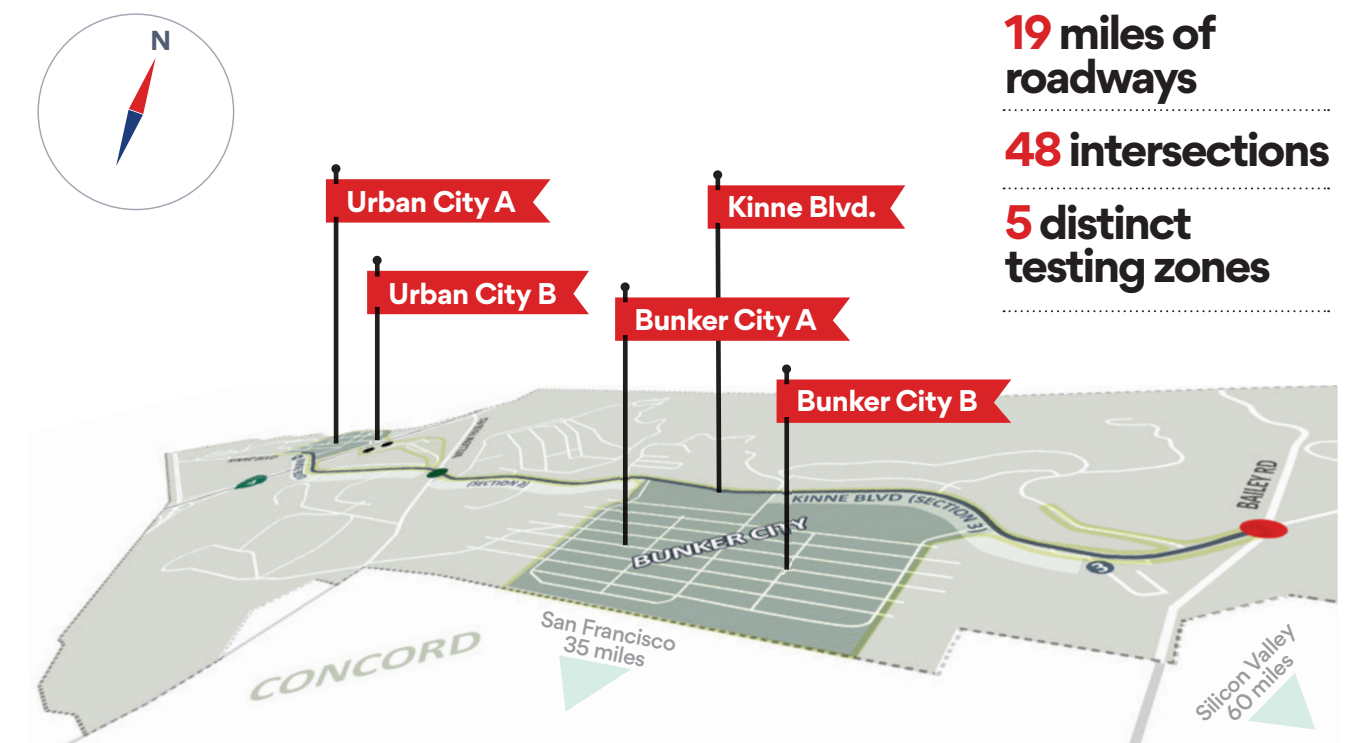 N
19 miles of
roadways
48 intersections
5 distinct
testing zones
Urban City A
Kinne Blvd.
Urban City B
Bunker City A
Bunker City B
KINNE BLVD
(SECTION 2)
KINNE BLVD (SECTION 3)
BAILEY RD
BUNKER CITY
3
CONCORD
San Francisco
35 miles
Silicon Valley
60 miles